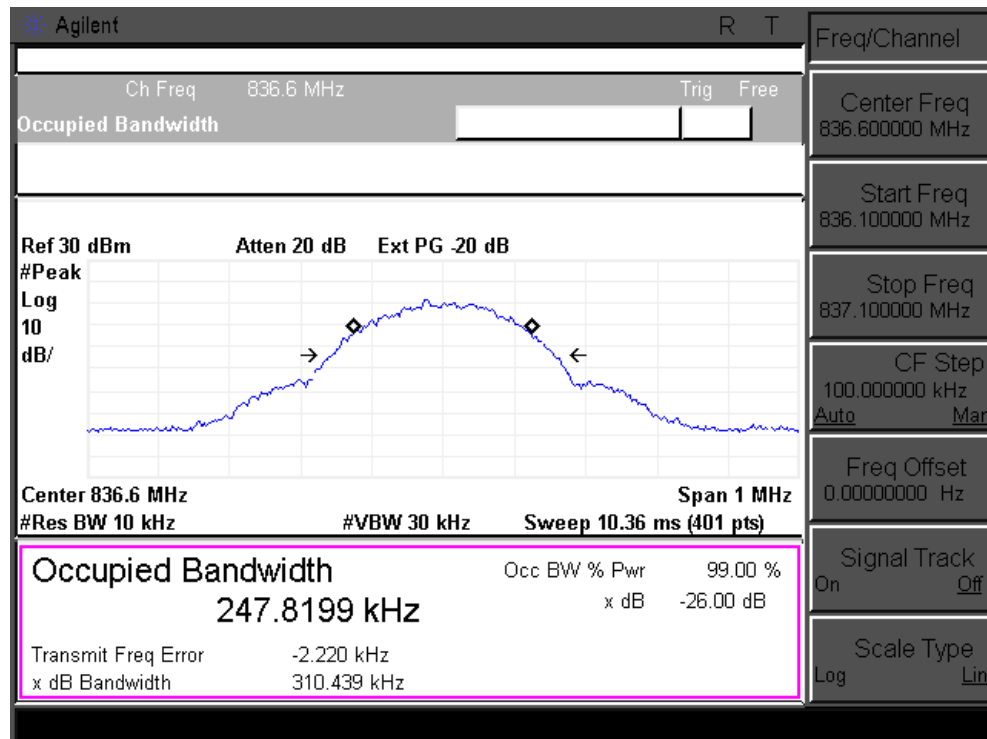 Agilent R T
Freq/Channel
Ch Freq 836.6 MHz Trig Free
Occupied Bandwidth
Center Freq
836.600000 MHz
Start Freq
836.100000 MHz
Stop Freq
837.100000 MHz
CF Step
100.000000 kHz
Auto Man
Freq Offset
0.00000000 Hz
Signal Track
On Off
Scale Type
Log Lin
Ref 30 dBm Atten 20 dB Ext PG -20 dB
#Peak
Log
10
dB/
Center 836.6 MHz Span 1 MHz
#Res BW 10 kHz #VBW 30 kHz Sweep 10.36 ms (401 pts)
Occupied Bandwidth Occ BW % Pwr 99.00 %
247.8199 kHz x dB -26.00 dB
Transmit Freq Error -2.220 kHz
x dB Bandwidth 310.439 kHz